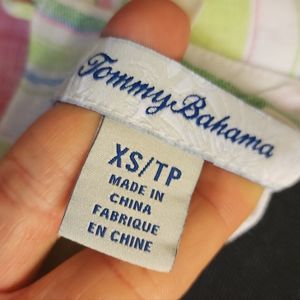 Tommy Bahama
XS/TP
MADE IN
CHINA
FABRIQUE
EN CHINE